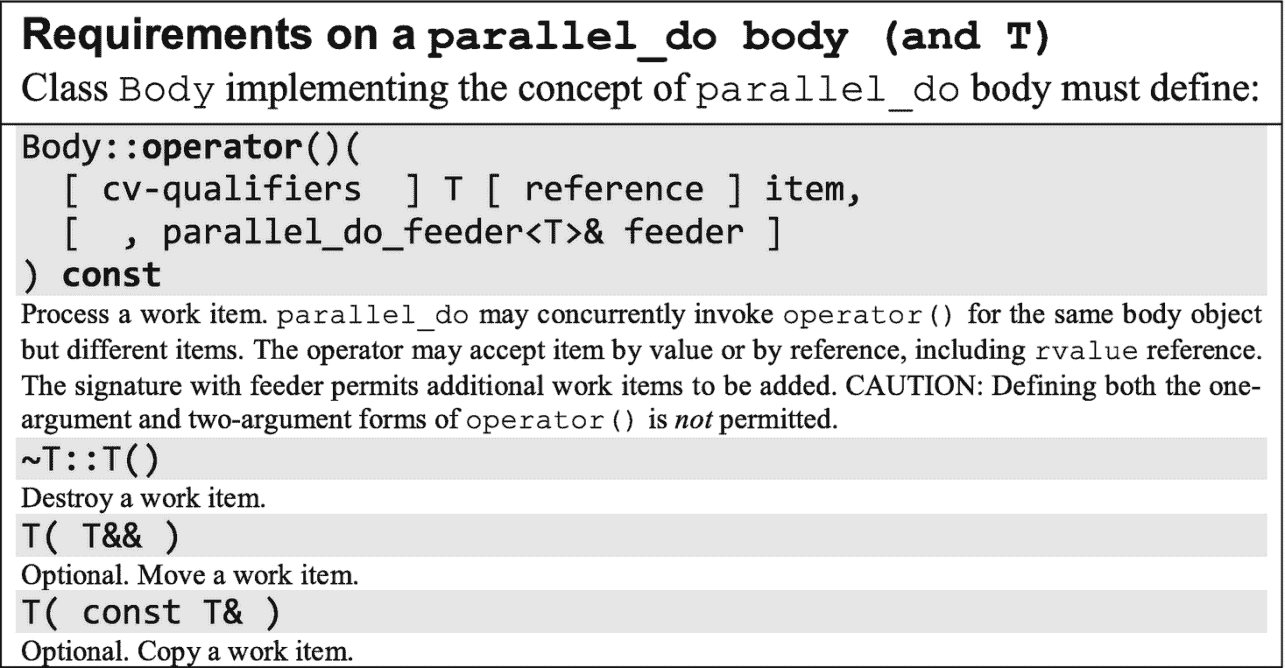 Requirements on a parallel_do body (and T)
Class Body implementing the concept of parallel_do body must define:
Body::operator()(
[ cv-qualifiers ] T [ reference ] item,
[ , parallel_do_feeder<T>& feeder ]
) const
Process a work item. parallel_do may concurrently invoke operator() for the same body object
but different items. The operator may accept item by value or by reference, including rvalue reference.
The signature with feeder permits additional work items to be added. CAUTION: Defining both the one-
argument and two-argument forms of operator() is not permitted.
~T::T()
Destroy a work item.
T( T&& )
Optional. Move a work item.
T( const T& )
Optional. Copy a work item.